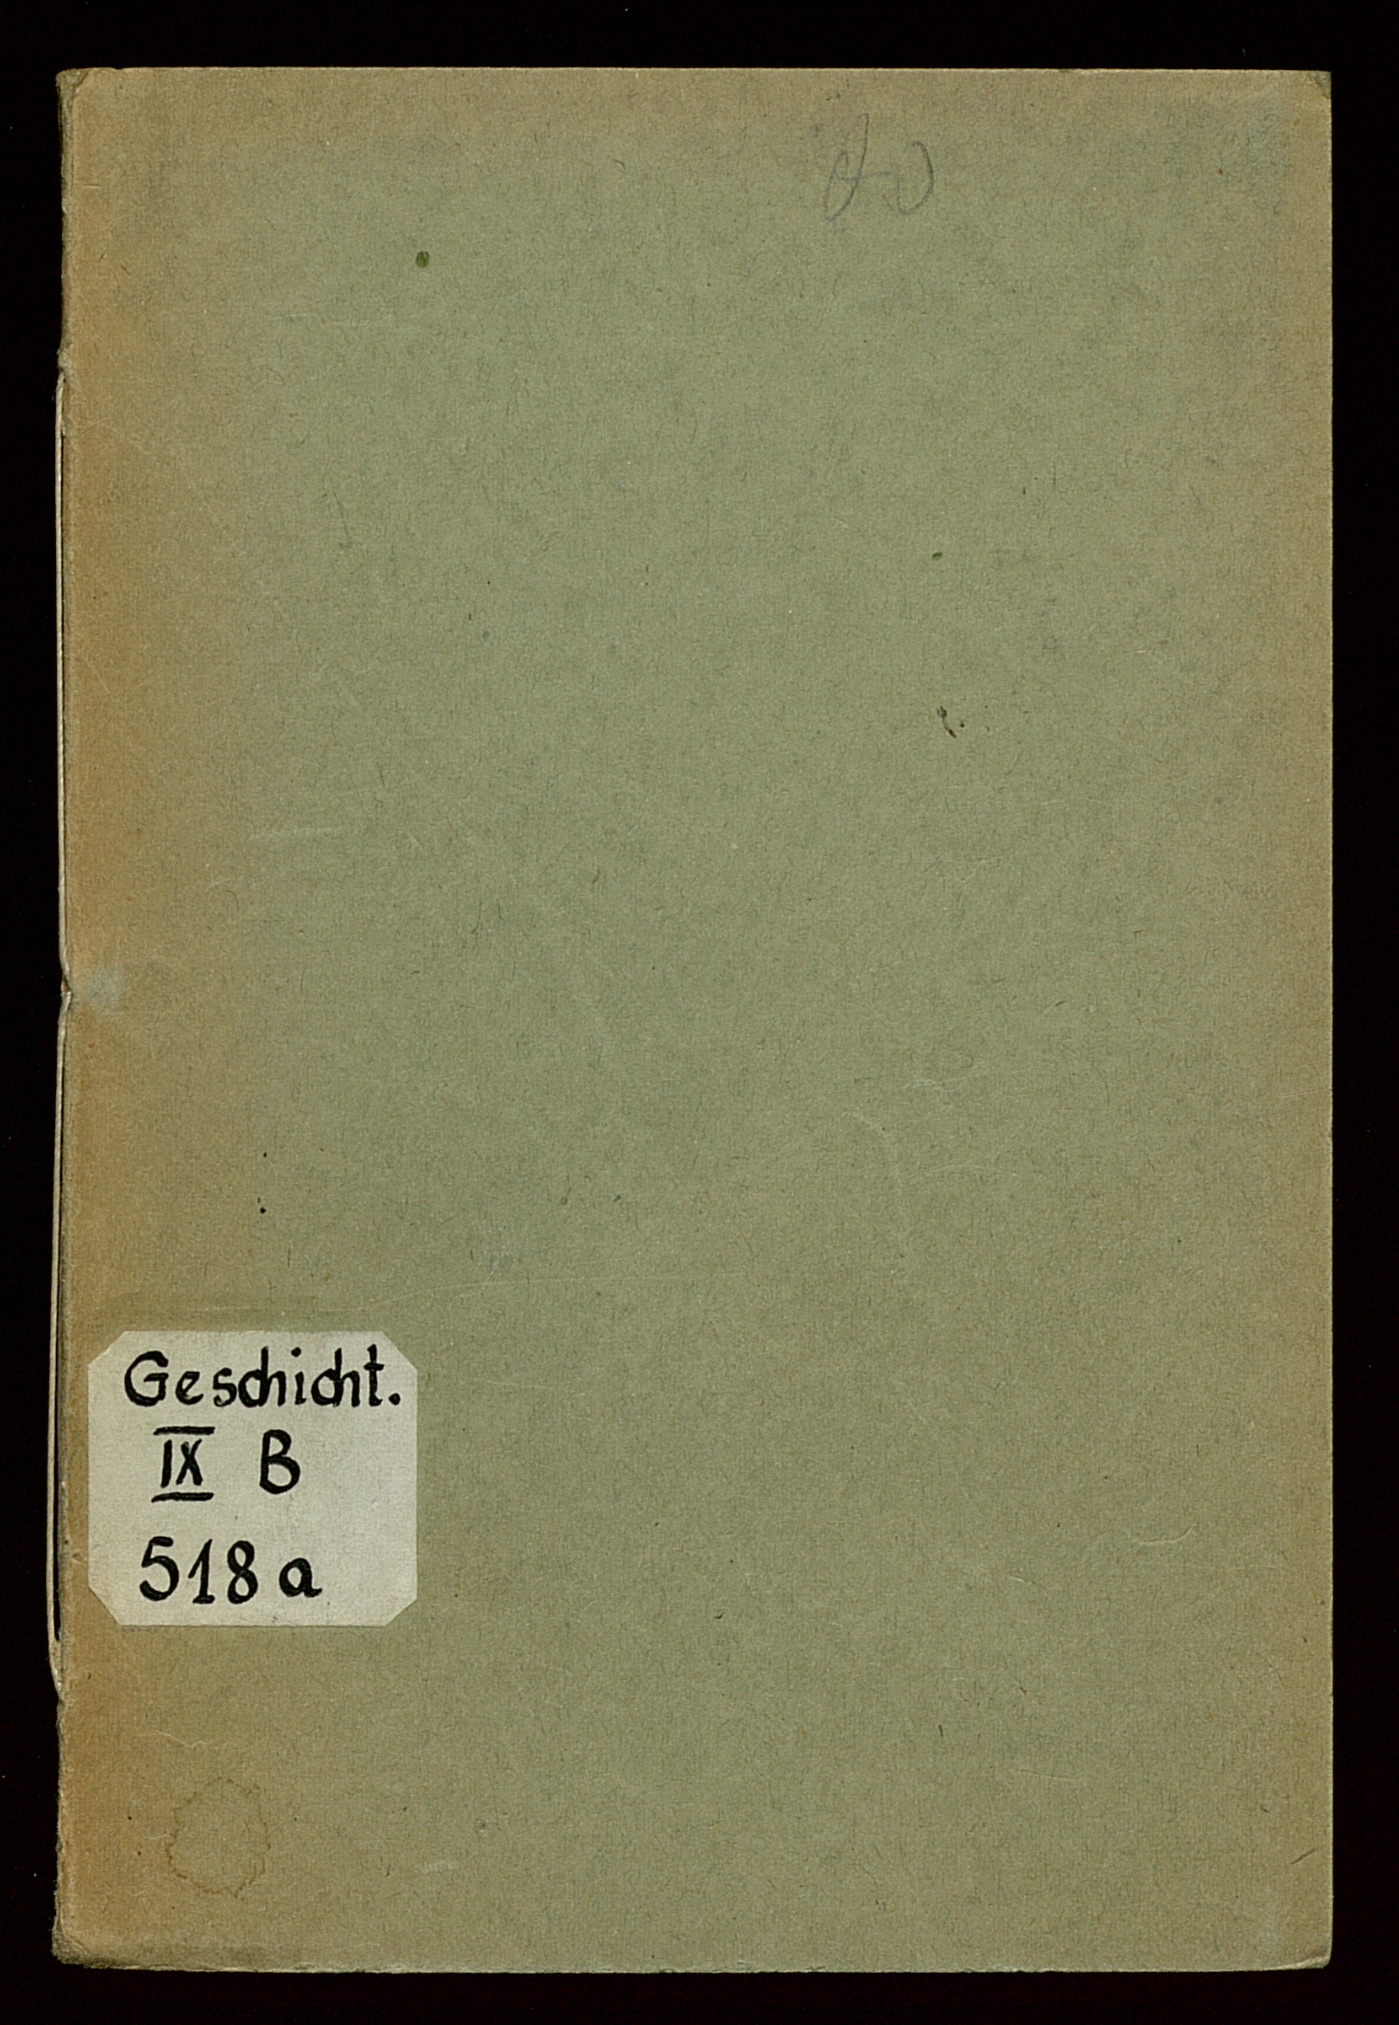 Geschicht.
IX B
518 a